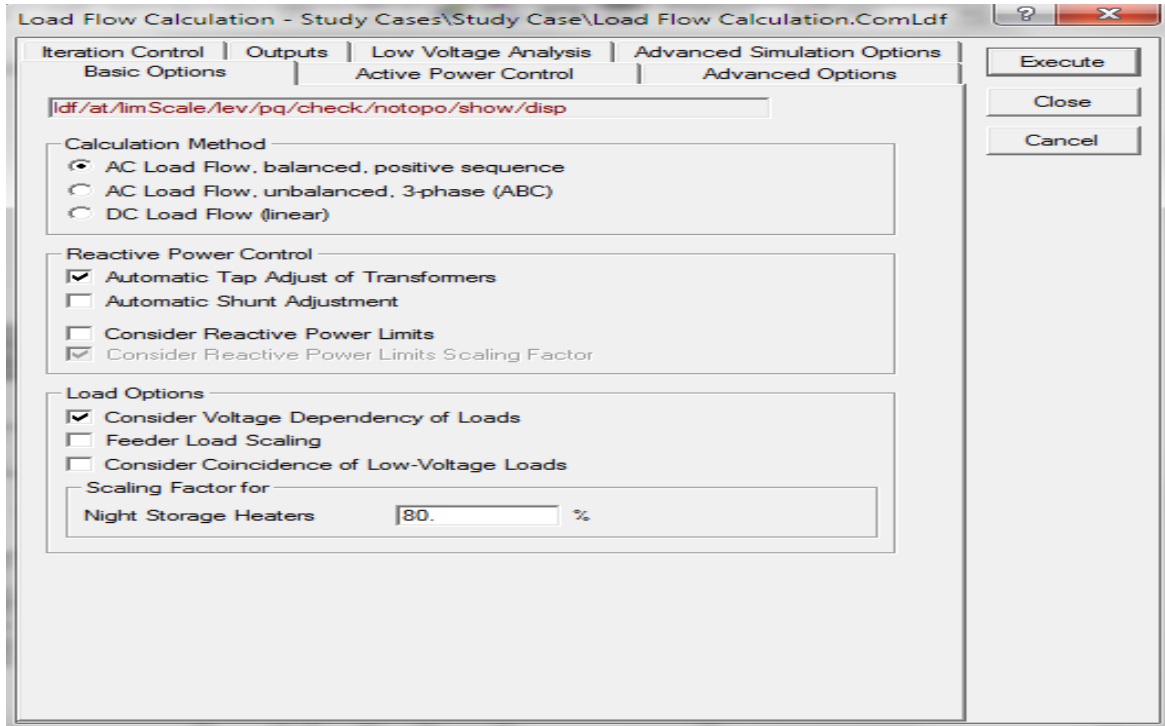 Load Flow Calculation - Study Cases\Study Case\Load Flow Calculation.ComLdf
Iteration Control | Outputs | Low Voltage Analysis | Advanced Simulation Options
Basic Options | Active Power Control | Advanced Options
Execute
ldf/at/limScale/lev/pq/check/notopo/show/disp
Close
Calculation Method
Cancel
AC Load Flow, balanced, positive sequence
AC Load Flow, unbalanced, 3-phase (ABC)
DC Load Flow (linear)
Reactive Power Control
Automatic Tap Adjust of Transformers
Automatic Shunt Adjustment
Consider Reactive Power Limits
Consider Reactive Power Limits Scaling Factor
Load Options
Consider Voltage Dependency of Loads
Feeder Load Scaling
Consider Coincidence of Low-Voltage Loads
Scaling Factor for
Night Storage Heaters 80. %